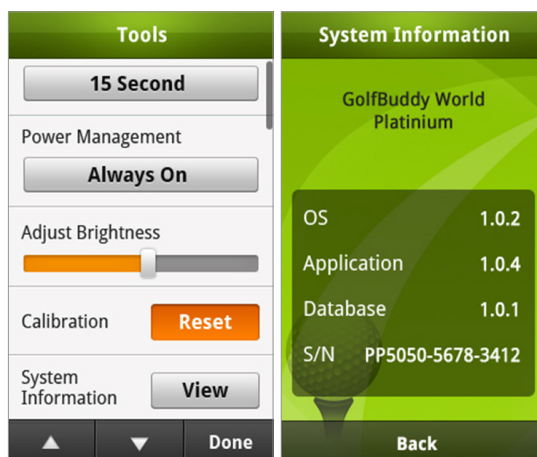 Tools
15 Second
Power Management
Always On
Adjust Brightness
Calibration
Reset
System
Information
View
Done
System Information
GolfBuddy World
Platinium
OS 1.0.2
Application 1.0.4
Database 1.0.1
S/N PP5050-5678-3412
Back